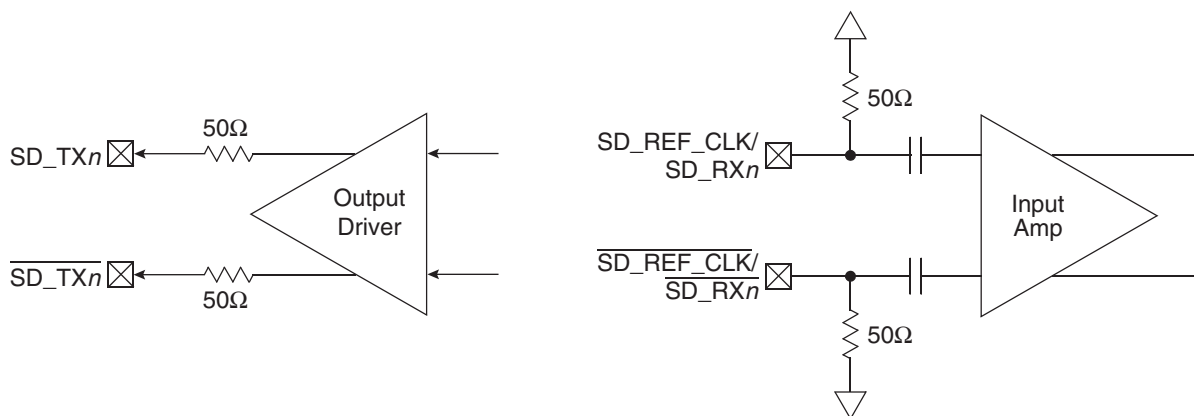 50Ω
SD_TXn
Output
Driver
SD_TXn
50Ω
50Ω
SD_REF_CLK/
SD_RXn
Input
Amp
SD_REF_CLK/
SD_RXn
50Ω